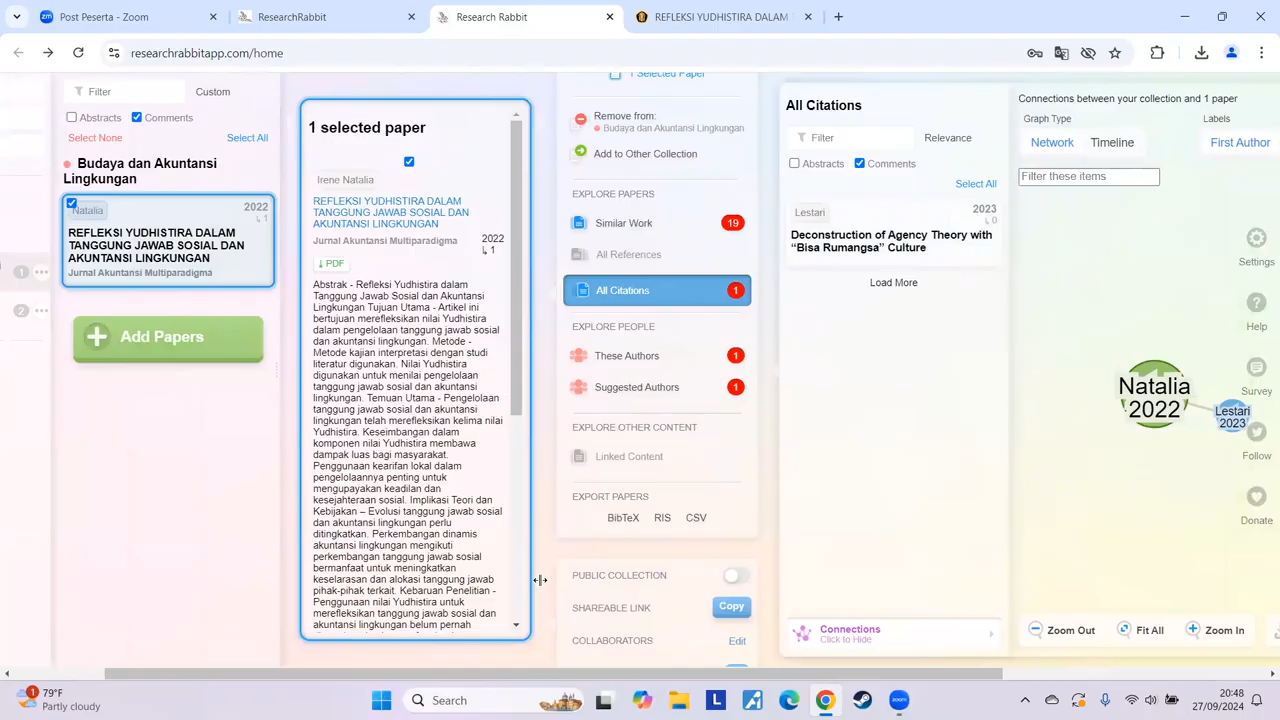 Post Attendee - Zoom
ResearchRabbit
Research Rabbit
REFLEKSI YUDHISTIRA DALAM
researchrabbitapp.com/home
Filter
Custom
Abstracts
Comments
Select None
Select All
Budaya dan Akuntansi
Lingkungan
Natalia
2022
1
REFLEKSI YUDHISTIRA DALAM
TANGGUNG JAWAB SOSIAL DAN
AKUNTANSI LINGKUNGAN
Jurnal Akuntansi Multiparadigma
1
2
Add Papers
1 selected paper
Irene Natalia
REFLEKSI YUDHISTIRA DALAM
TANGGUNG JAWAB SOSIAL DAN
AKUNTANSI LINGKUNGAN
Jurnal Akuntansi Multiparadigma
2022
1
PDF
Abstrak - Refleksi Yudhistira dalam
Tanggung Jawab Sosial dan Akuntansi
Lingkungan Tujuan Utama - Artikel ini
bertujuan merefleksikan nilai Yudhistira
dalam pengelolaan tanggung jawab sosial
dan akuntansi lingkungan. Metode -
Metode kajian interpretasi dengan studi
literatur digunakan. Nilai Yudhistira
digunakan untuk menilai pengelolaan
tanggung jawab sosial dan akuntansi
lingkungan. Temuan Utama - Pengelolaan
tanggung jawab sosial dan akuntansi
lingkungan telah merefleksikan kelima nilai
Yudhistira. Keseimbangan dalam
komponen nilai Yudhistira membawa
dampak luas bagi masyarakat.
Penggunaan kearifan lokal dalam
pengelolaannya penting untuk
mengupayakan keadilan dan
kesejahteraan sosial. Implikasi Teori dan
Kebijakan – Evolusi tanggung jawab sosial
dan akuntansi lingkungan perlu
ditingkatkan. Perkembangan dinamis
akuntansi lingkungan mengikuti
perkembangan tanggung jawab sosial
bermanfaat untuk meningkatkan
keselarasan dan alokasi tanggung jawab
pihak-pihak terkait. Kebaruan Penelitian -
Penggunaan nilai Yudhistira untuk
merefleksikan tanggung jawab sosial dan
akuntansi lingkungan belum pernah
1 Selected Paper
Remove from:
Budaya dan Akuntansi Lingkungan
Add to Other Collection
EXPLORE PAPERS
Similar Work
19
All References
All Citations
1
EXPLORE PEOPLE
These Authors
1
Suggested Authors
1
EXPLORE OTHER CONTENT
Linked Content
EXPORT PAPERS
BibTeX RIS CSV
PUBLIC COLLECTION
SHAREABLE LINK
Copy
COLLABORATORS
Edit
All Citations
Filter
Relevance
Abstracts
Comments
Select All
Lestari
2023
0
Deconstruction of Agency Theory with
“Bisa Rumangsa” Culture
Load More
Connections
Click to Hide
Connections between your collection and 1 paper
Graph Type
Labels
Network
Timeline
First Author
Filter these items
Natalia
2022
Lestari
2023
Settings
Help
Survey
Follow
Donate
Zoom Out
Fit All
Zoom In
1
79°F
Partly cloudy
Search
20:48
27/09/2024